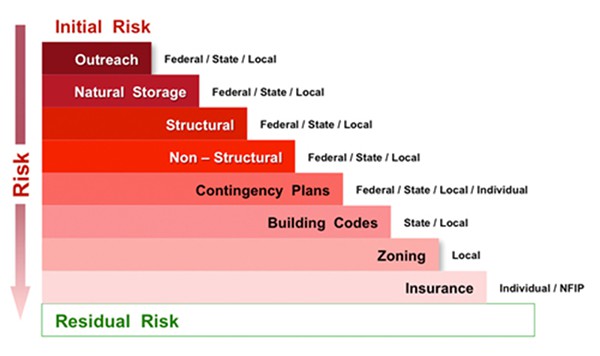 Initial Risk
Outreach Federal / State / Local
Natural Storage Federal / State / Local
Structural Federal / State / Local
Non – Structural Federal / State / Local
Contingency Plans Federal / State / Local / Individual
Building Codes State / Local
Zoning Local
Insurance Individual / NFIP
Residual Risk
Risk